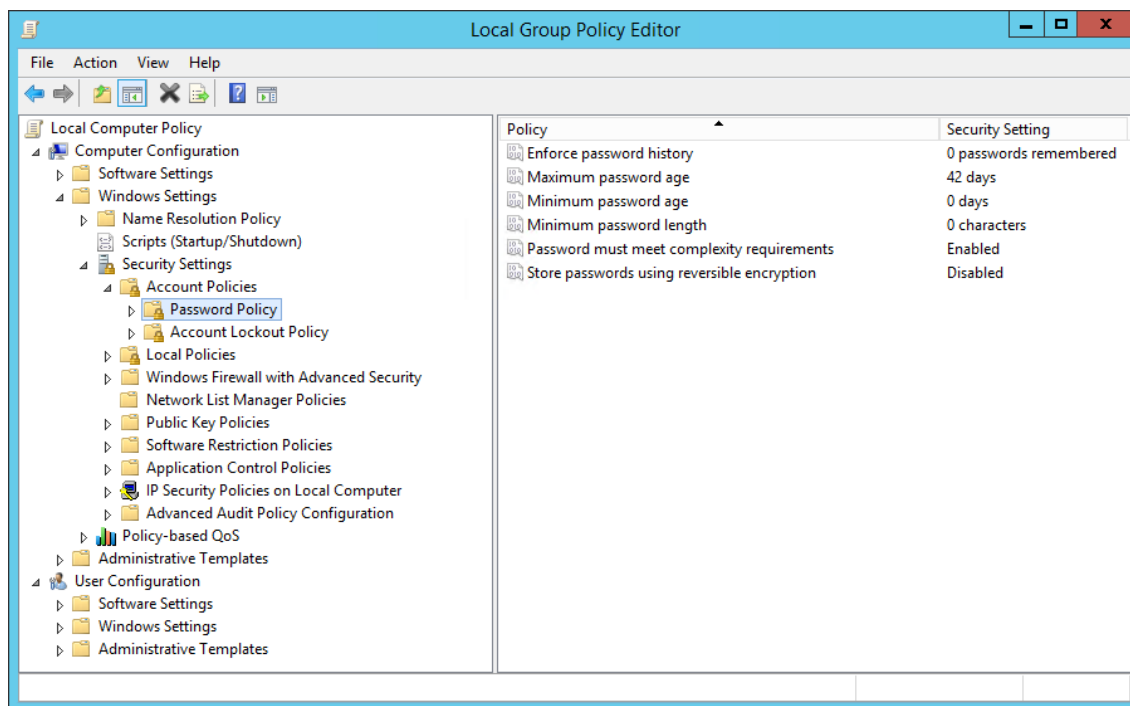 Local Group Policy Editor
File Action View Help
Local Computer Policy
Computer Configuration
Software Settings
Windows Settings
Name Resolution Policy
Scripts (Startup/Shutdown)
Security Settings
Account Policies
Password Policy
Account Lockout Policy
Local Policies
Windows Firewall with Advanced Security
Network List Manager Policies
Public Key Policies
Software Restriction Policies
Application Control Policies
IP Security Policies on Local Computer
Advanced Audit Policy Configuration
Policy-based QoS
Administrative Templates
User Configuration
Software Settings
Windows Settings
Administrative Templates
Policy Security Setting
Enforce password history 0 passwords remembered
Maximum password age 42 days
Minimum password age 0 days
Minimum password length 0 characters
Password must meet complexity requirements Enabled
Store passwords using reversible encryption Disabled